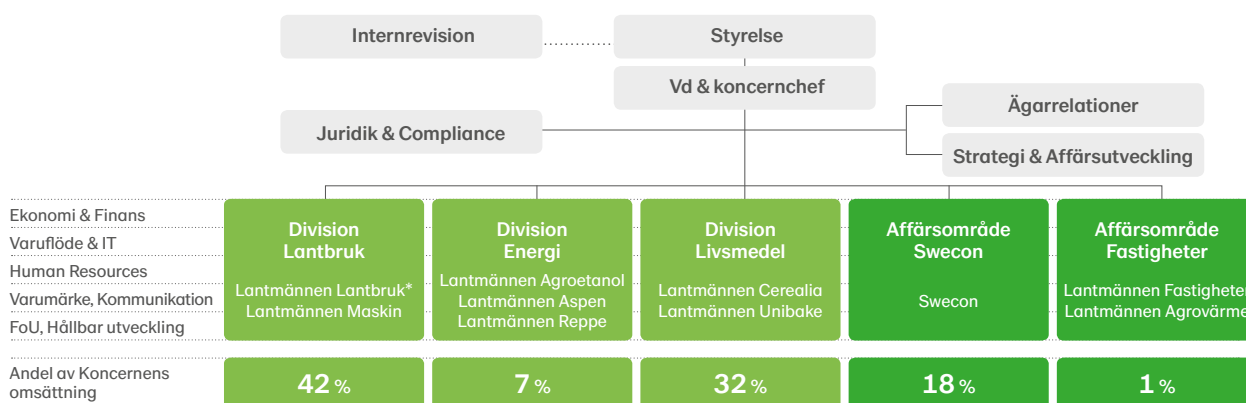 Internrevision
Styrelse
Vd & koncernchef
Juridik & Compliance
Ägarrelationer
Strategi & Affärsutveckling
Ekonomi & Finans
Varuflöde & IT
Human Resources
Varumärke, Kommunikation
FoU, Hållbar utveckling
Division
Lantbruk
Lantmännen Lantbruk*
Lantmännen Maskin
Division
Energi
Lantmännen Agroetanol
Lantmännen Aspen
Lantmännen Reppe
Division
Livsmedel
Lantmännen Cerealia
Lantmännen Unibake
Affärsområde
Swecon
Swecon
Affärsområde
Fastigheter
Lantmännen Fastigheter
Lantmännen Agrovärme
Andel av Koncernens
omsättning
42 %
7 %
32 %
18 %
1 %